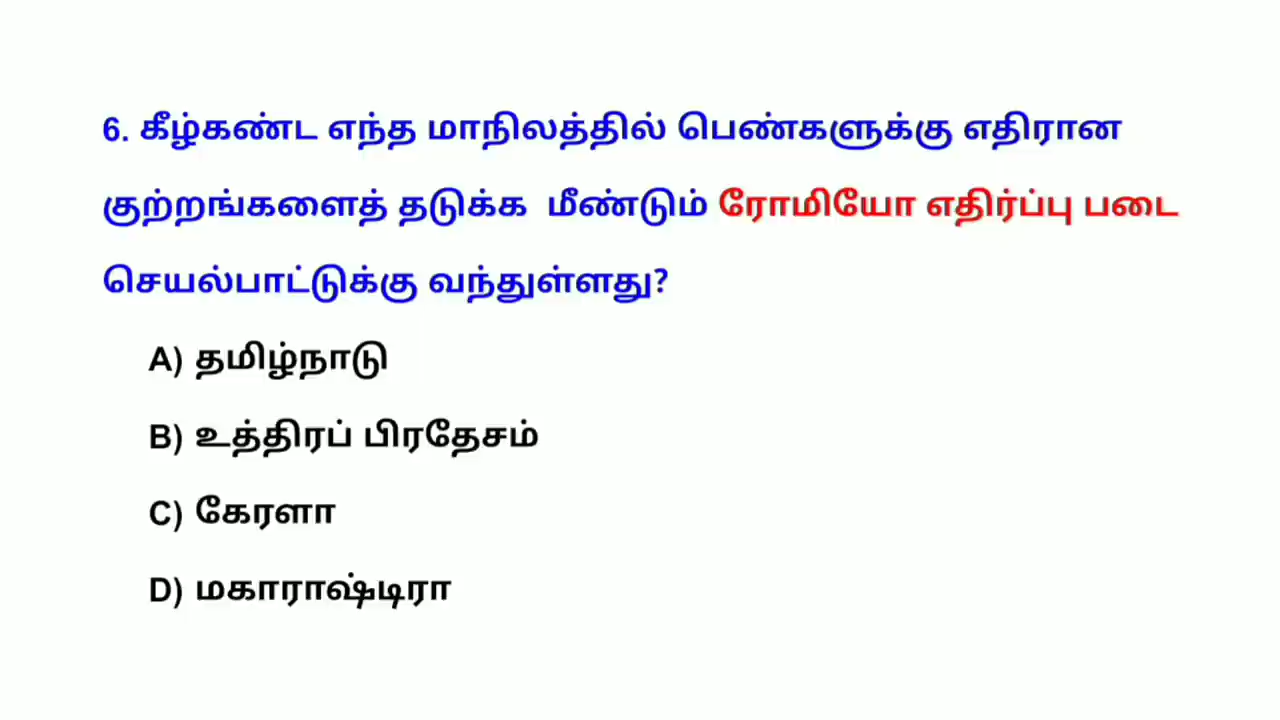 6. கீழ்கண்ட எந்த மாநிலத்தில் பெண்களுக்கு எதிரான
குற்றங்களைத் தடுக்க மீண்டும் ரோமியோ எதிர்ப்பு படை
செயல்பாட்டுக்கு வந்துள்ளது?
A) தமிழ்நாடு
B) உத்திரப் பிரதேசம்
C) கேரளா
D) மகாராஷ்டிரா